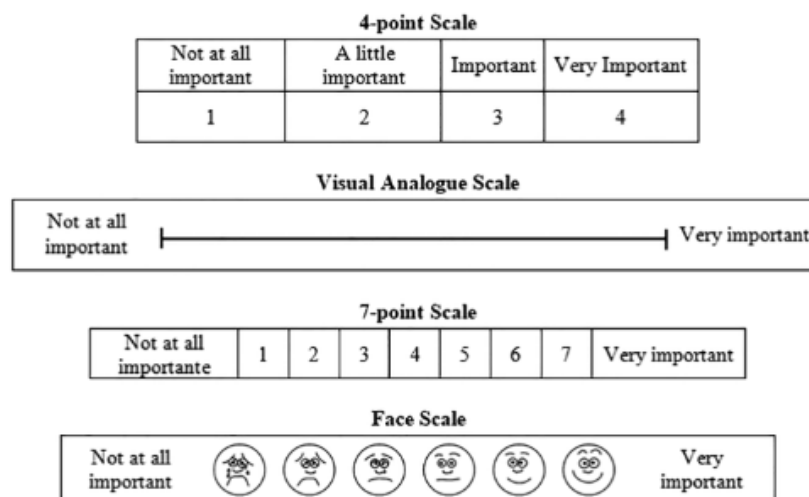 4-point Scale
Not at all important
A little important
Important
Very Important
1 2 3 4
Visual Analogue Scale
Not at all important
Very important
7-point Scale
Not at all importante
1 2 3 4 5 6 7
Very important
Face Scale
Not at all important
Very important